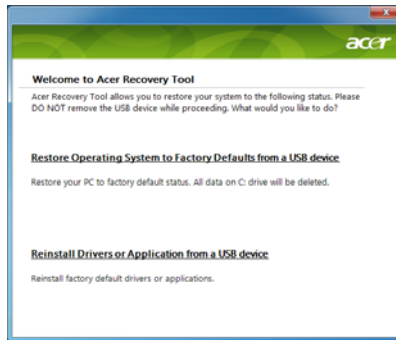 acer
Welcome to Acer Recovery Tool
Acer Recovery Tool allows you to restore your system to the following status. Please
DO NOT remove the USB device while proceeding. What would you like to do?
Restore Operating System to Factory Defaults from a USB device
Restore your PC to factory default status. All data on C: drive will be deleted.
Reinstall Drivers or Application from a USB device
Reinstall factory default drivers or applications.